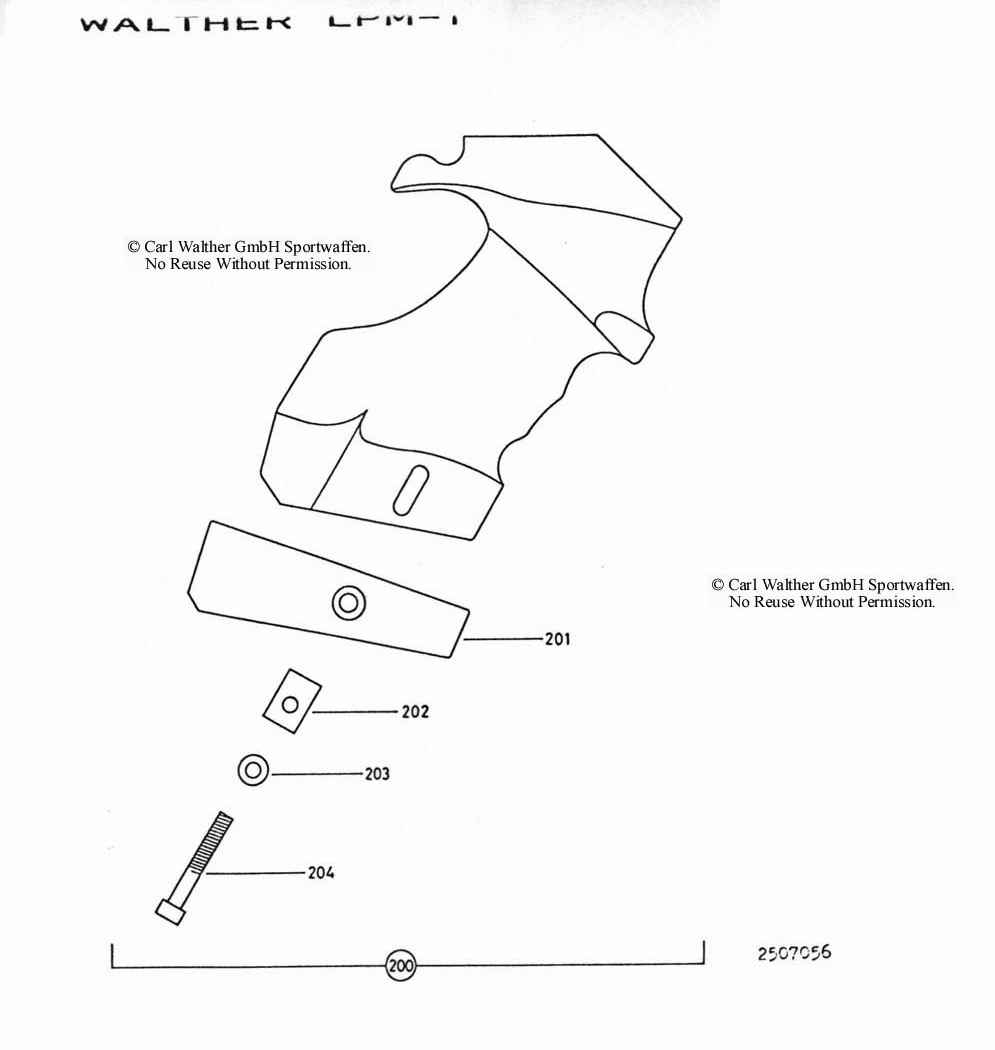 WALTHER LPM-1
© Carl Walther GmbH Sportwaffen.
No Reuse Without Permission.
© Carl Walther GmbH Sportwaffen.
No Reuse Without Permission.
201
202
203
204
200
2507056